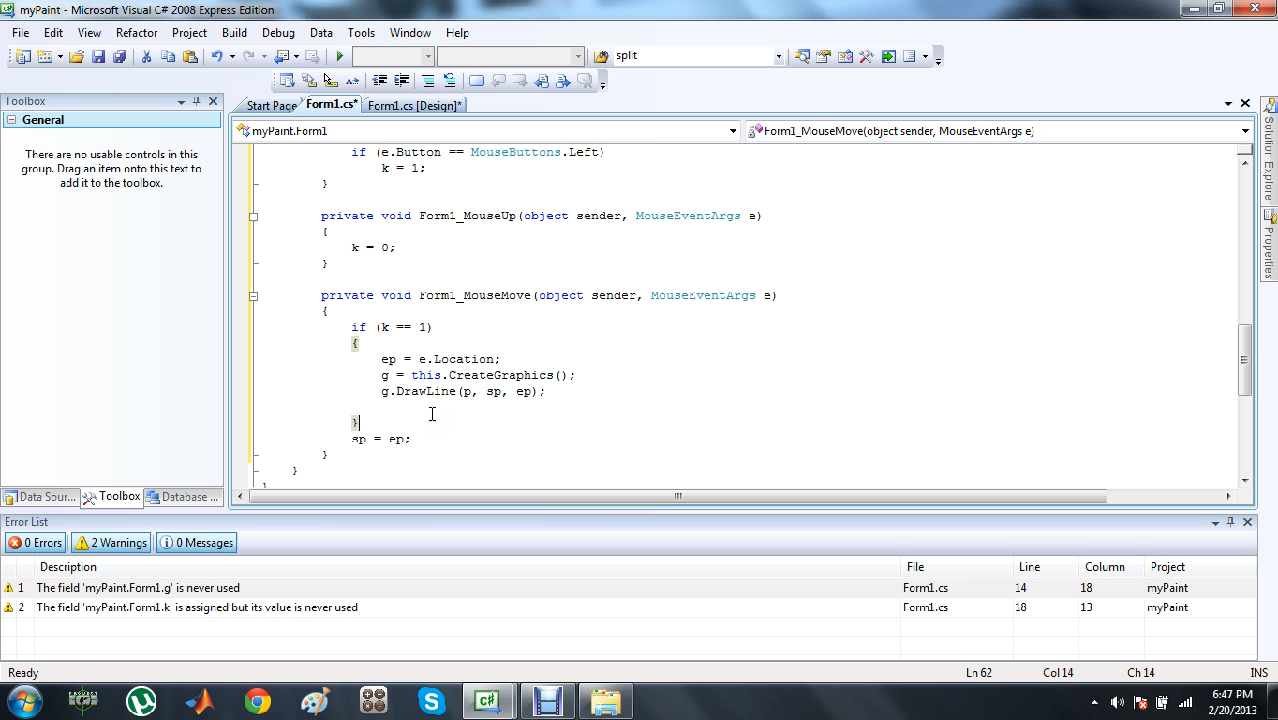 myPaint - Microsoft Visual C# 2008 Express Edition
File Edit View Refactor Project Build Debug Data Tools Window Help
split
Toolbox
Start Page Form1.cs* Form1.cs [Design]*
General
myPaint.Form1 Form1_MouseMove(object sender, MouseEventArgs e)
There are no usable controls in this
group. Drag an item onto this text to
add it to the toolbox.
if (e.Button == MouseButtons.Left)
k = 1;
}
private void Form1_MouseUp(object sender, MouseEventArgs e)
{
k = 0;
}
private void Form1_MouseMove(object sender, MouseEventArgs e)
{
if (k == 1)
{
ep = e.Location;
g = this.CreateGraphics();
g.DrawLine(p, sp, ep);
}
sp = ep;
}
}
}
Solution Explorer
Properties
Data Sour... Toolbox Database ...
Error List
0 Errors 2 Warnings 0 Messages
Description File Line Column Project
1 The field 'myPaint.Form1.g' is never used Form1.cs 14 18 myPaint
2 The field 'myPaint.Form1.k' is assigned but its value is never used Form1.cs 18 13 myPaint
Ready Ln 62 Col 14 Ch 14 INS
6:47 PM
2/20/2013